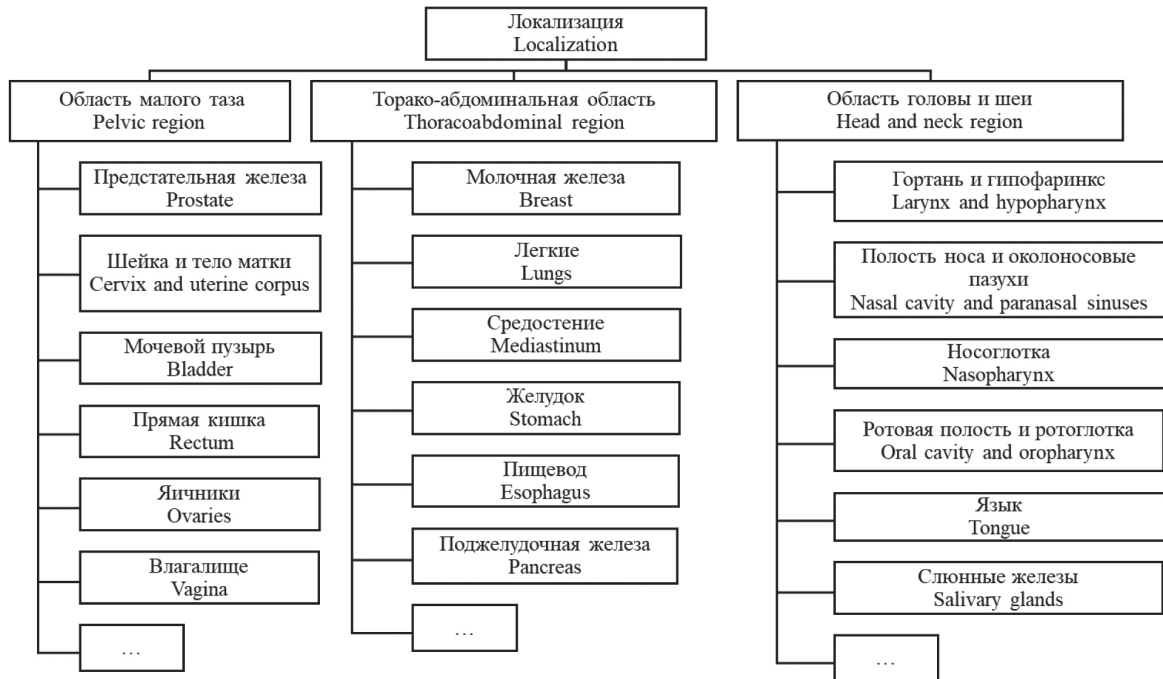 Локализация
Localization
Область малого таза
Pelvic region
Предстательная железа
Prostate
Шейка и тело матки
Cervix and uterine corpus
Мочевой пузырь
Bladder
Прямая кишка
Rectum
Яичники
Ovaries
Влагалище
Vagina
...
Торако-абдоминальная область
Thoracoabdominal region
Молочная железа
Breast
Легкие
Lungs
Средостение
Mediastinum
Желудок
Stomach
Пищевод
Esophagus
Поджелудочная железа
Pancreas
...
Область головы и шеи
Head and neck region
Гортань и гипофаринкс
Larynx and hypopharynx
Полость носа и околоносовые
пазухи
Nasal cavity and paranasal sinuses
Носоглотка
Nasopharynx
Ротовая полость и ротоглотка
Oral cavity and oropharynx
Язык
Tongue
Слюнные железы
Salivary glands
...